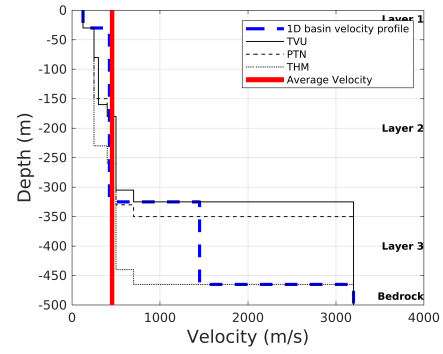 0
-50
-100
-150
-200
-250
-300
-350
-400
-450
-500
Depth (m)
0
1000
2000
3000
4000
Velocity (m/s)
Layer 1
1D basin velocity profile
TVU
PTN
THM
Average Velocity
Layer 2
Layer 3
Bedrock